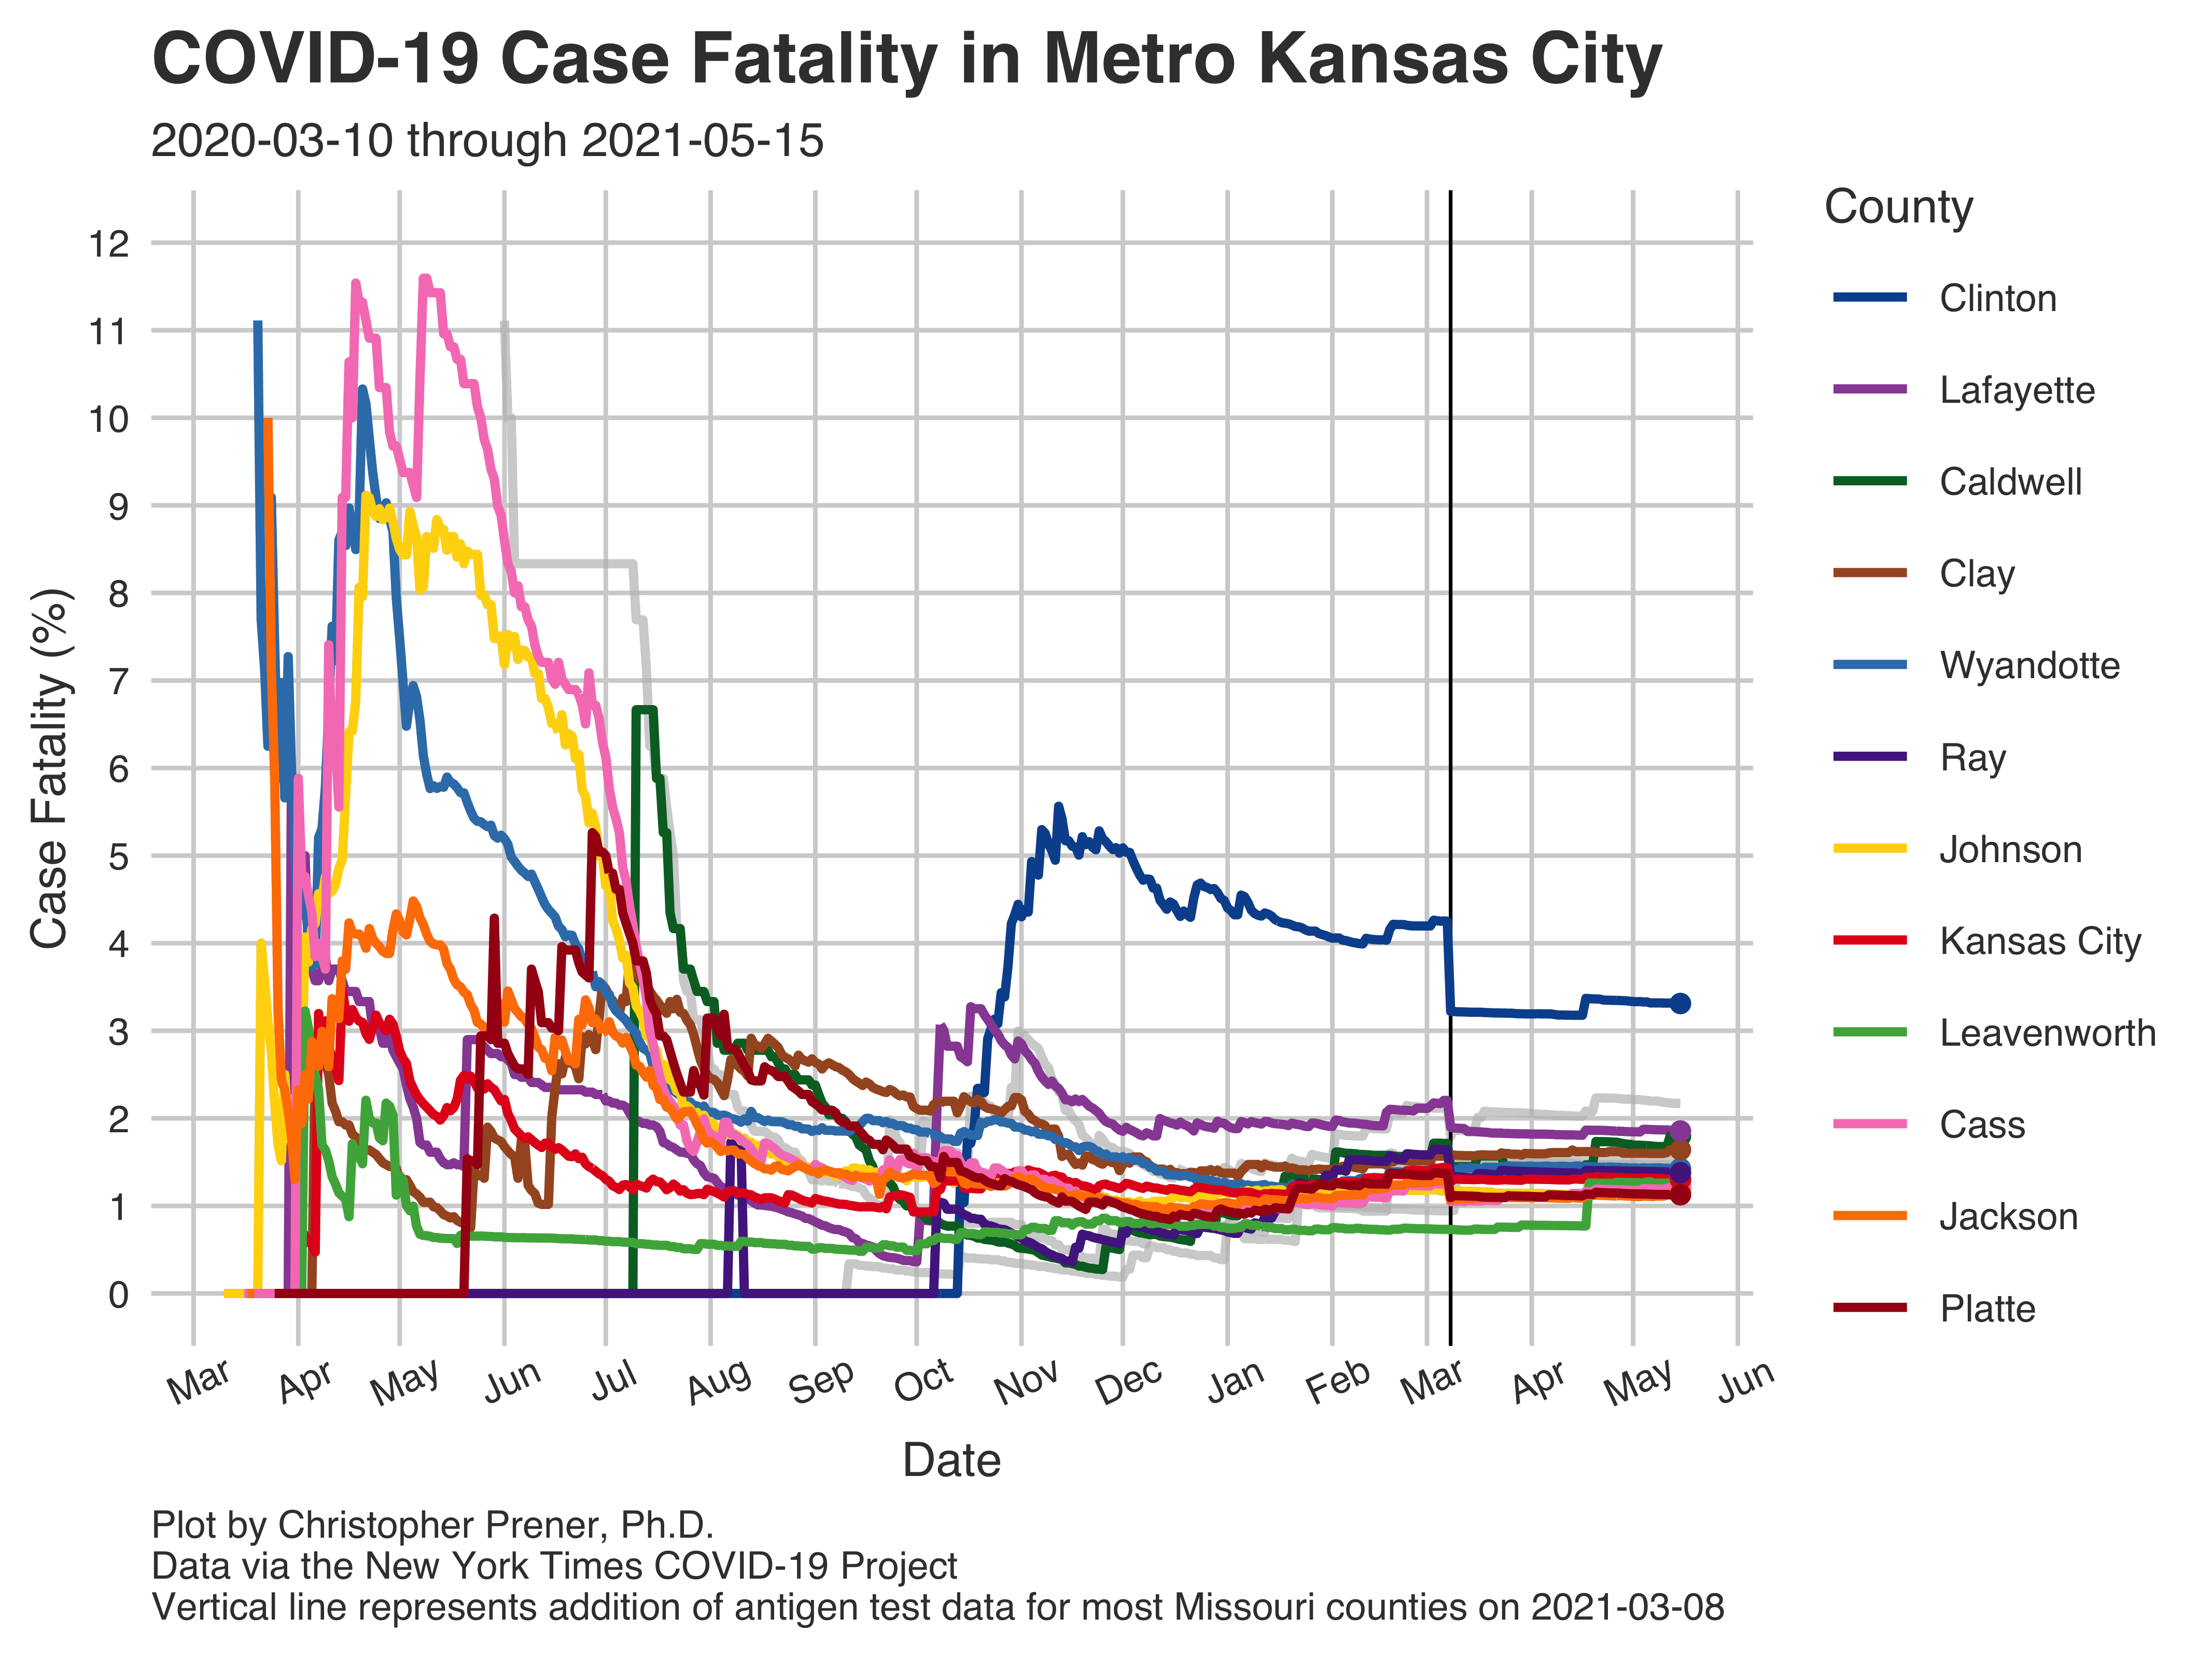 COVID-19 Case Fatality in Metro Kansas City
2020-03-10 through 2021-05-15
County
Clinton
Lafayette
Caldwell
Clay
Wyandotte
Ray
Johnson
Kansas City
Leavenworth
Cass
Jackson
Platte
Case Fatality (%)
12
11
10
9
8
7
6
5
4
3
2
1
0
Mar Apr May Jun Jul Aug Sep Oct Nov Dec Jan Feb Mar Apr May Jun
Date
Plot by Christopher Prener, Ph.D.
Data via the New York Times COVID-19 Project
Vertical line represents addition of antigen test data for most Missouri counties on 2021-03-08